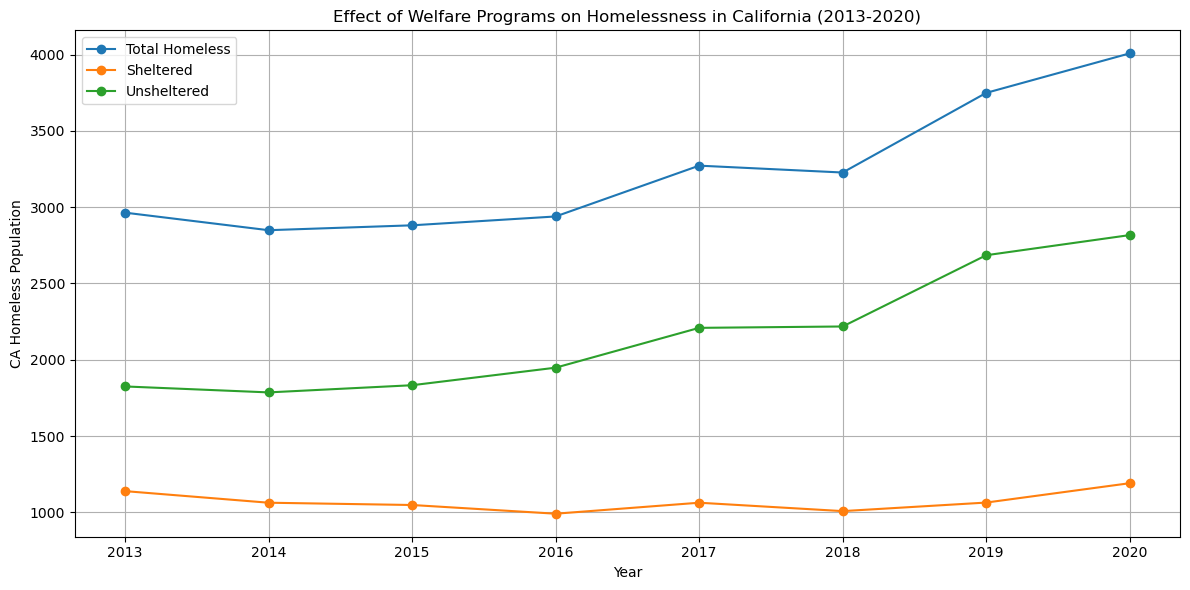 Effect of Welfare Programs on Homelessness in California (2013-2020)
Total Homeless
Sheltered
Unsheltered
CA Homeless Population
4000
3500
3000
2500
2000
1500
1000
2013 2014 2015 2016 2017 2018 2019 2020
Year